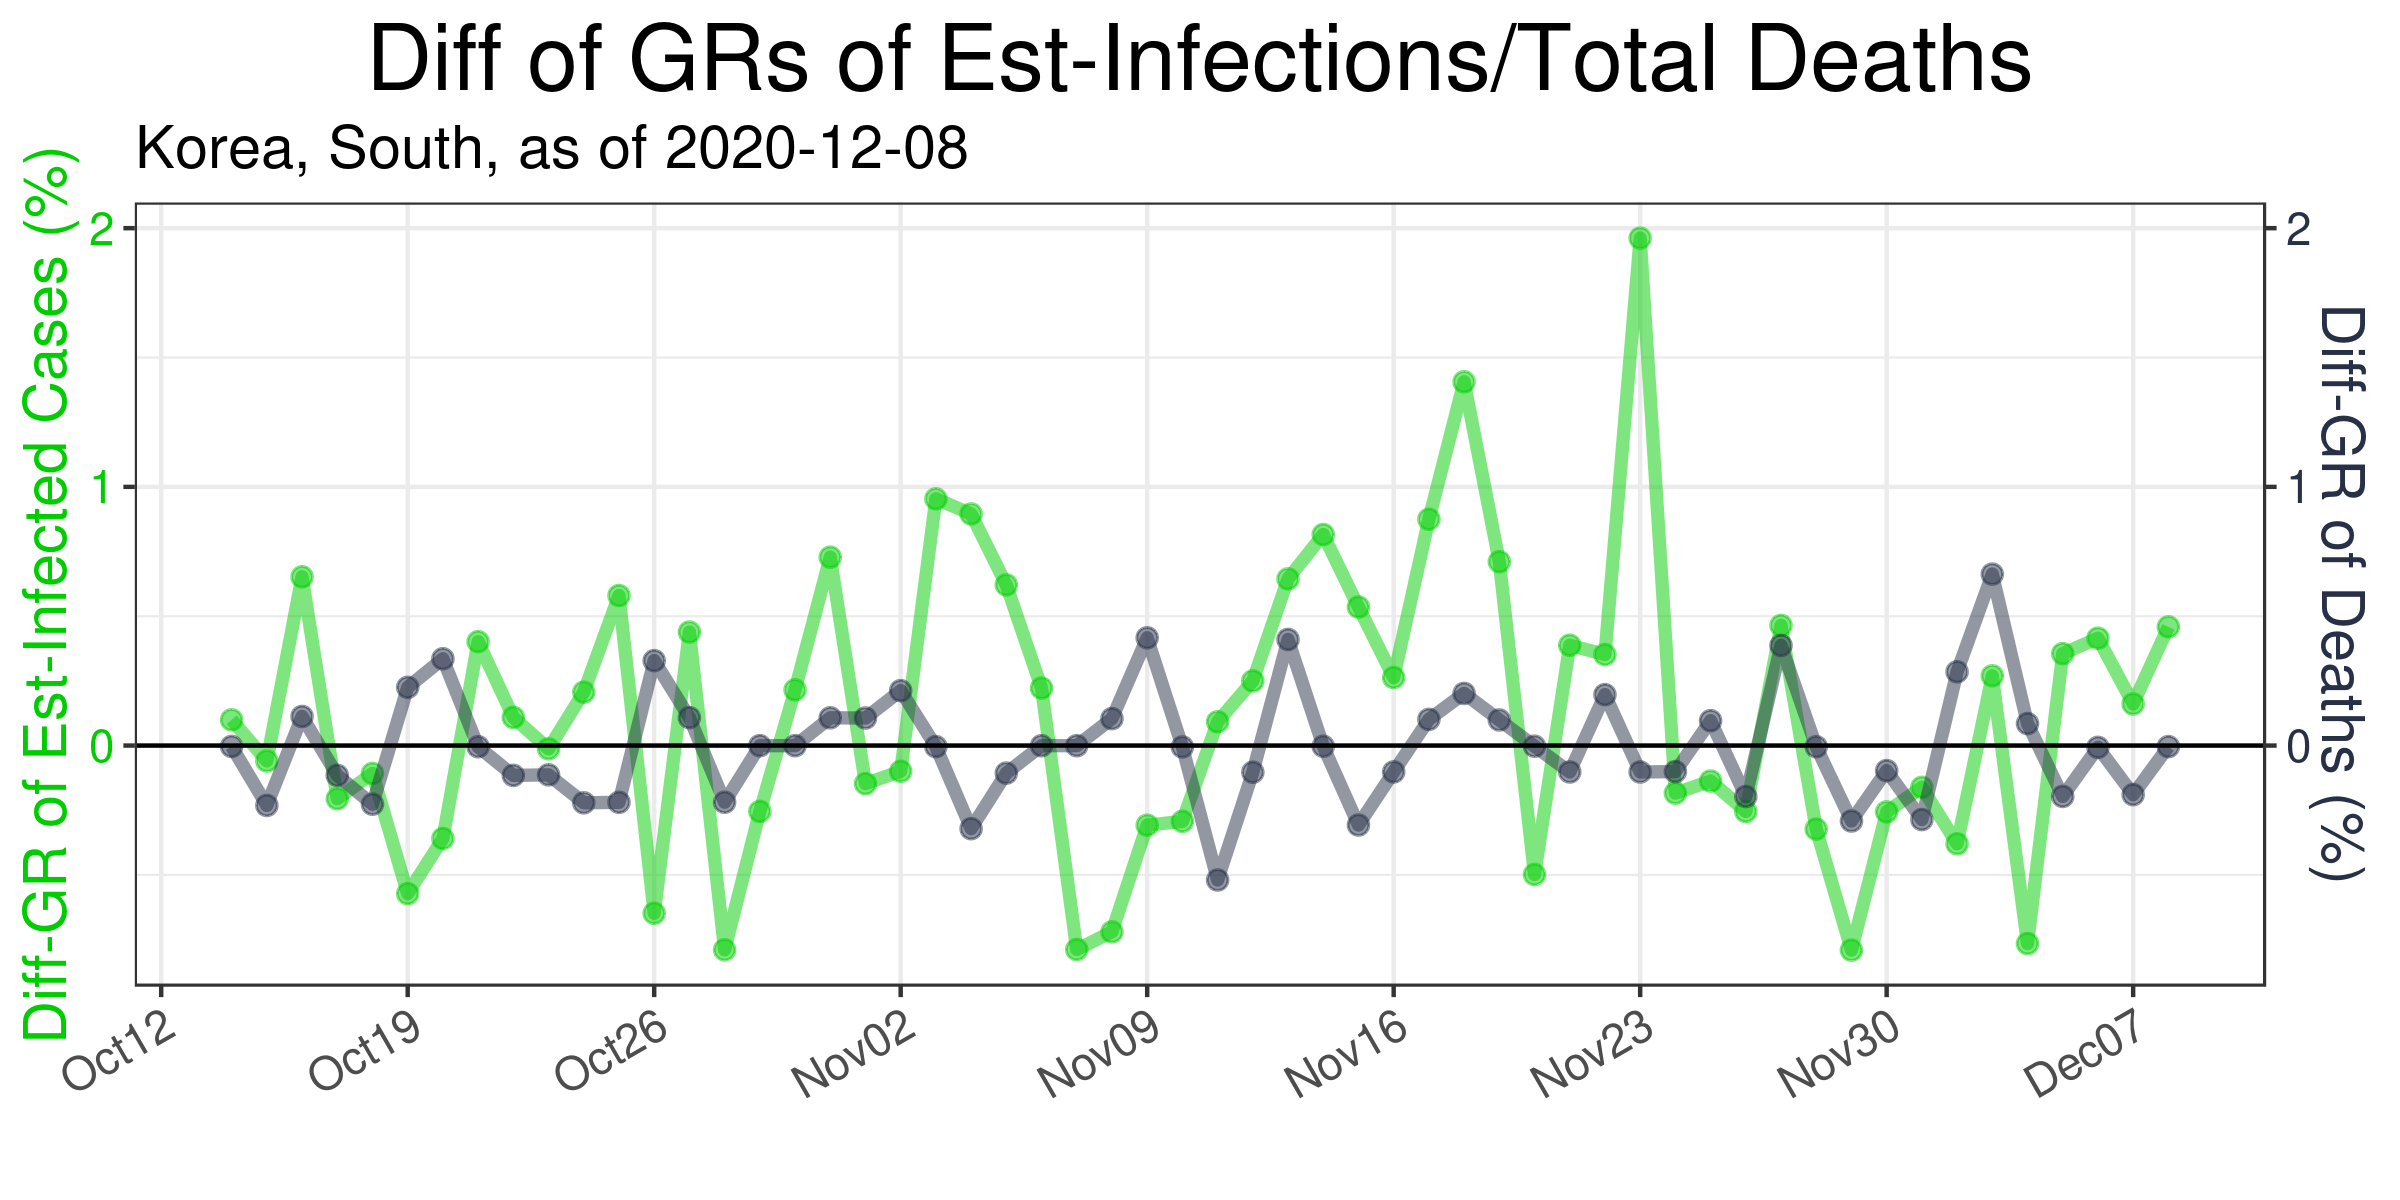 Diff of GRs of Est-Infections/Total Deaths
Korea, South, as of 2020-12-08
Diff-GR of Est-Infected Cases (%)
2
1
0
2
1
0
Diff-GR of Deaths (%)
Oct12
Oct19
Oct26
Nov02
Nov09
Nov16
Nov23
Nov30
Dec07